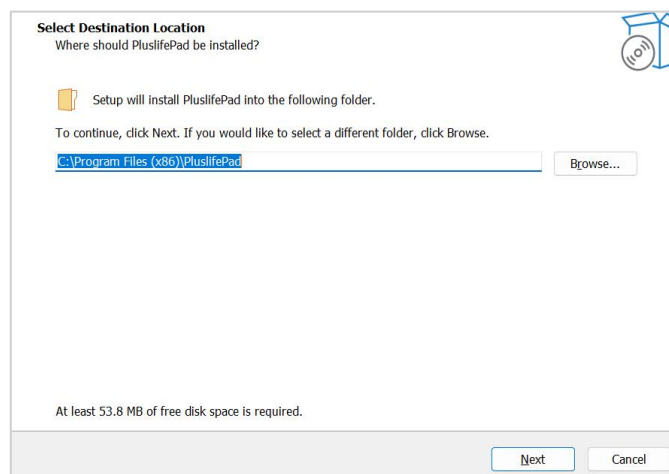 Select Destination Location
Where should PluslifePad be installed?
Setup will install PluslifePad into the following folder.
To continue, click Next. If you would like to select a different folder, click Browse.
C:\Program Files (x86)\PluslifePad
Browse...
At least 53.8 MB of free disk space is required.
Next
Cancel